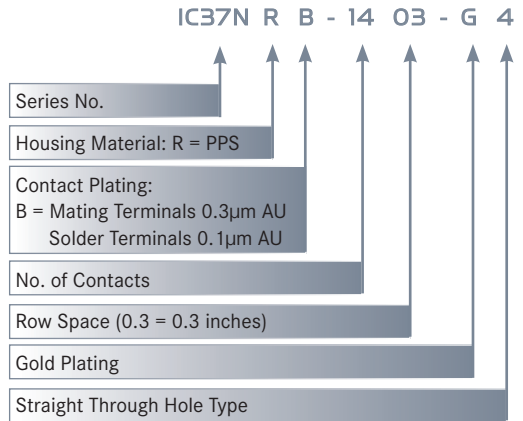 IC37N R B - 14 03 - G 4
Series No.
Housing Material: R = PPS
Contact Plating:
B = Mating Terminals 0.3µm AU
Solder Terminals 0.1µm AU
No. of Contacts
Row Space (0.3 = 0.3 inches)
Gold Plating
Straight Through Hole Type